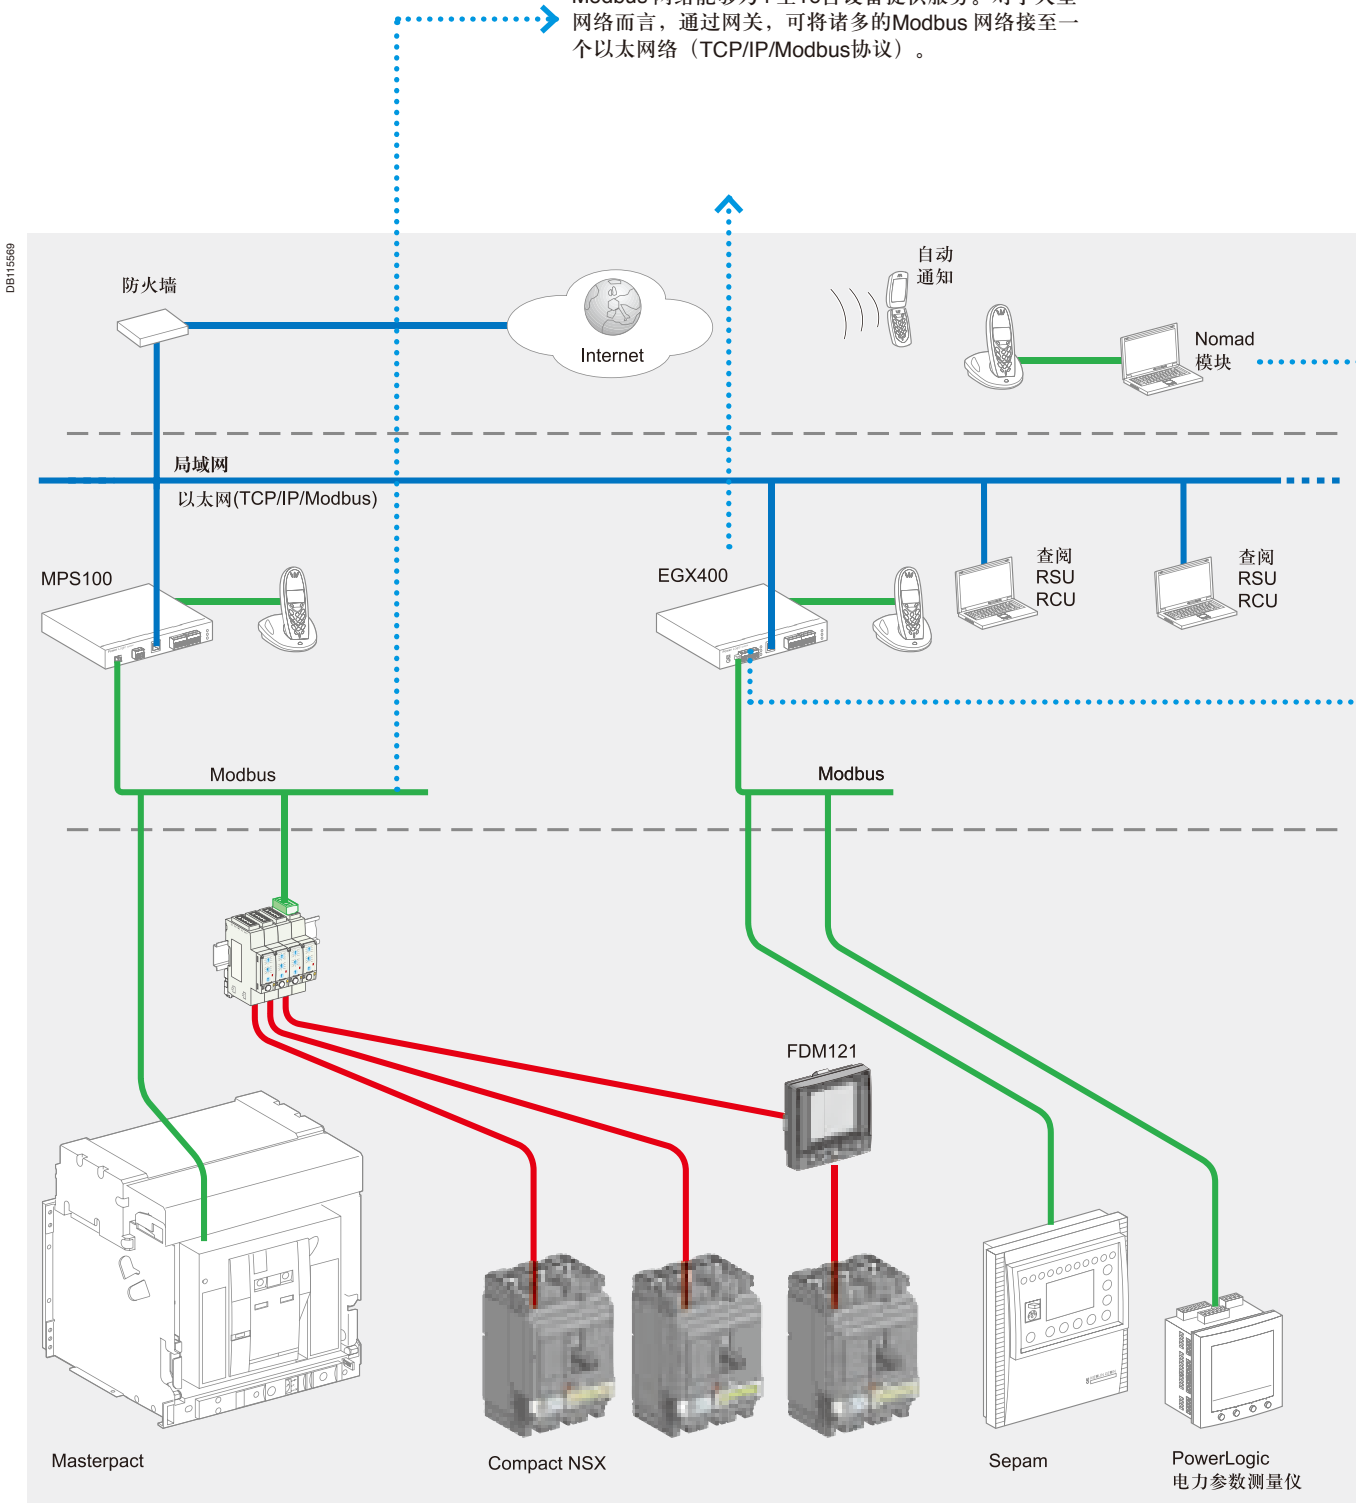 网络而言，通过网关，可将诸多的Modbus 网络接至一
个以太网络（TCP/IP/Modbus协议）。
DB115569
防火墙
Internet
自动
通知
Nomad
模块
局域网
以太网(TCP/IP/Modbus)
MPS100
EGX400
查阅
RSU
RCU
查阅
RSU
RCU
Modbus
Modbus
FDM121
Masterpact
Compact NSX
Sepam
PowerLogic
电力参数测量仪